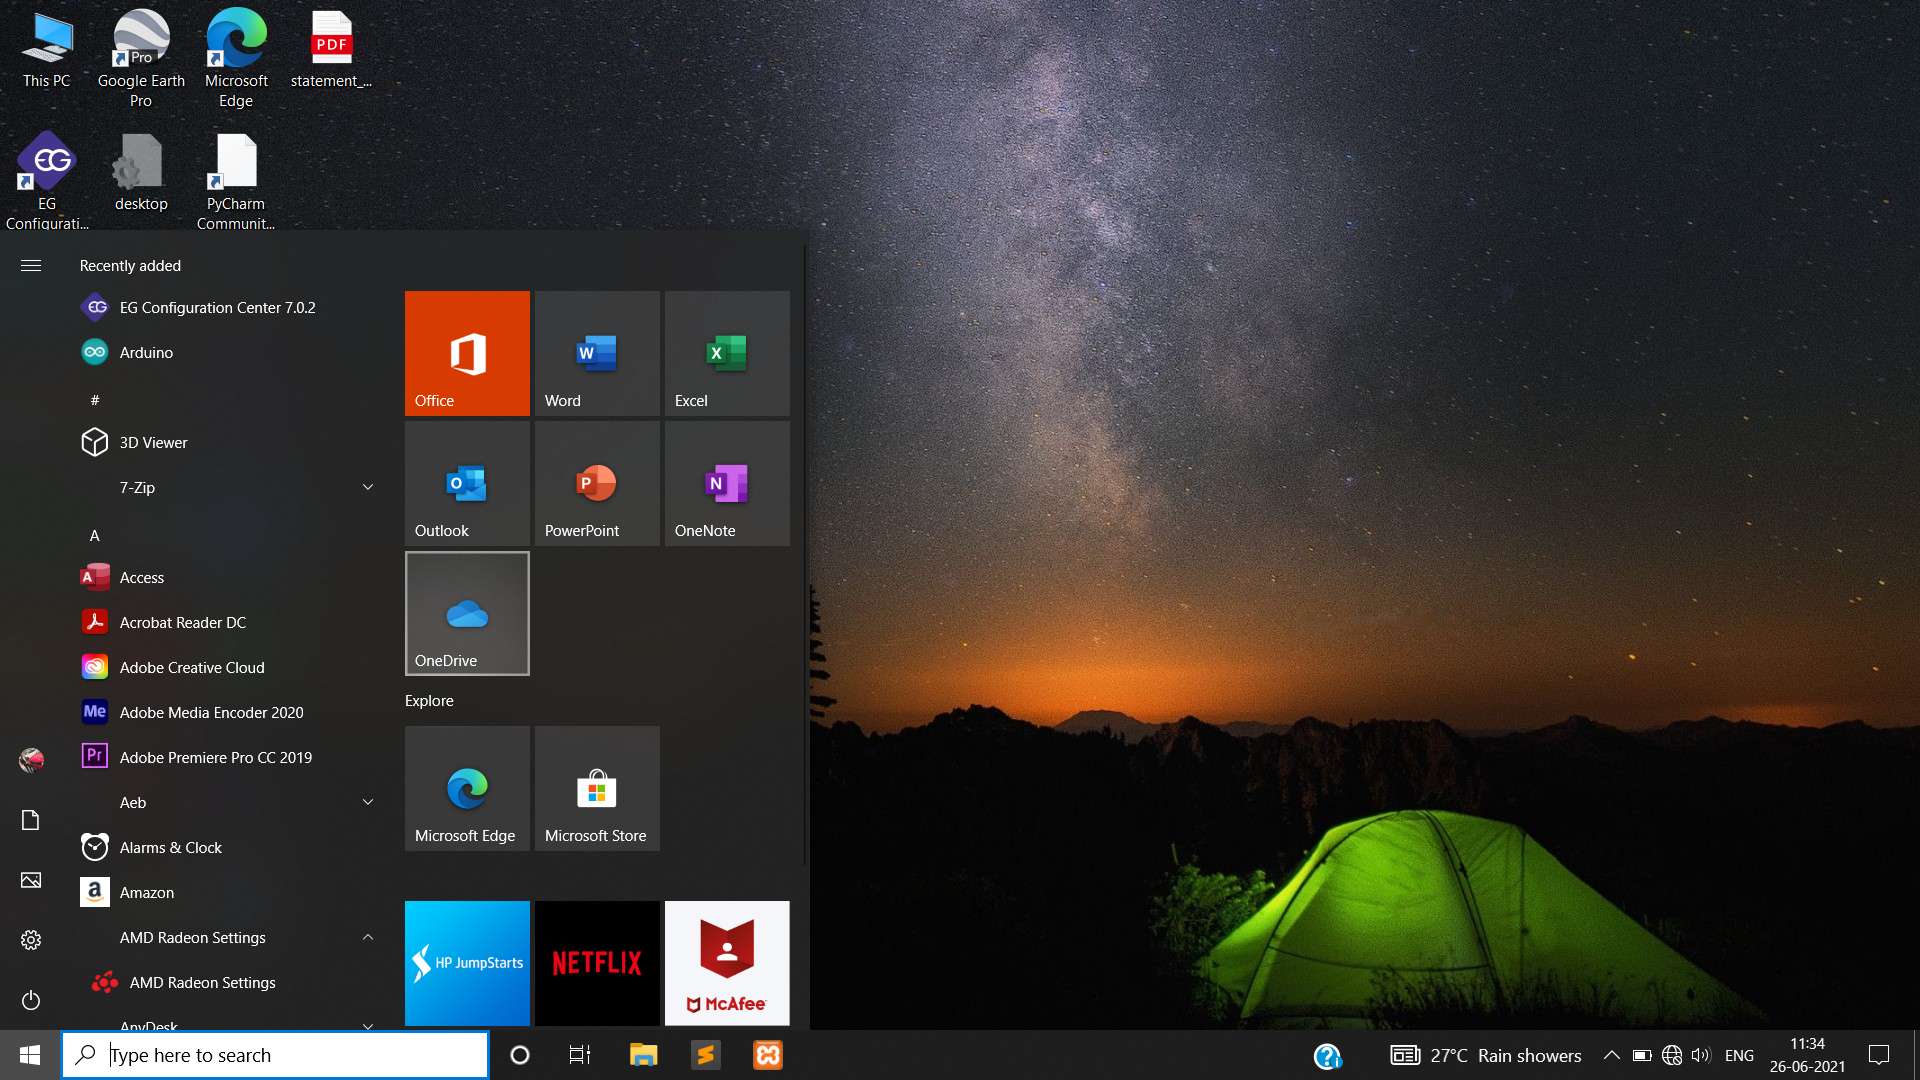 This PC
Pro
Google Earth
Pro
Microsoft
Edge
PDF
statement_...
EG
EG
Configurati...
desktop
PyCharm
Communit...
Recently added
EG
EG Configuration Center 7.0.2
Arduino
#
3D Viewer
7-Zip
A
A
Access
Acrobat Reader DC
Adobe Creative Cloud
Me
Adobe Media Encoder 2020
Pr
Adobe Premiere Pro CC 2019
Aeb
Alarms & Clock
a
Amazon
AMD Radeon Settings
AMD Radeon Settings
AnyDesk
Office
W
Word
X
Excel
O
Outlook
P
PowerPoint
N
OneNote
OneDrive
Explore
Microsoft Edge
Microsoft Store
HP JumpStarts
NETFLIX
McAfee
Type here to search
27°C Rain showers
ENG
11:34
26-06-2021